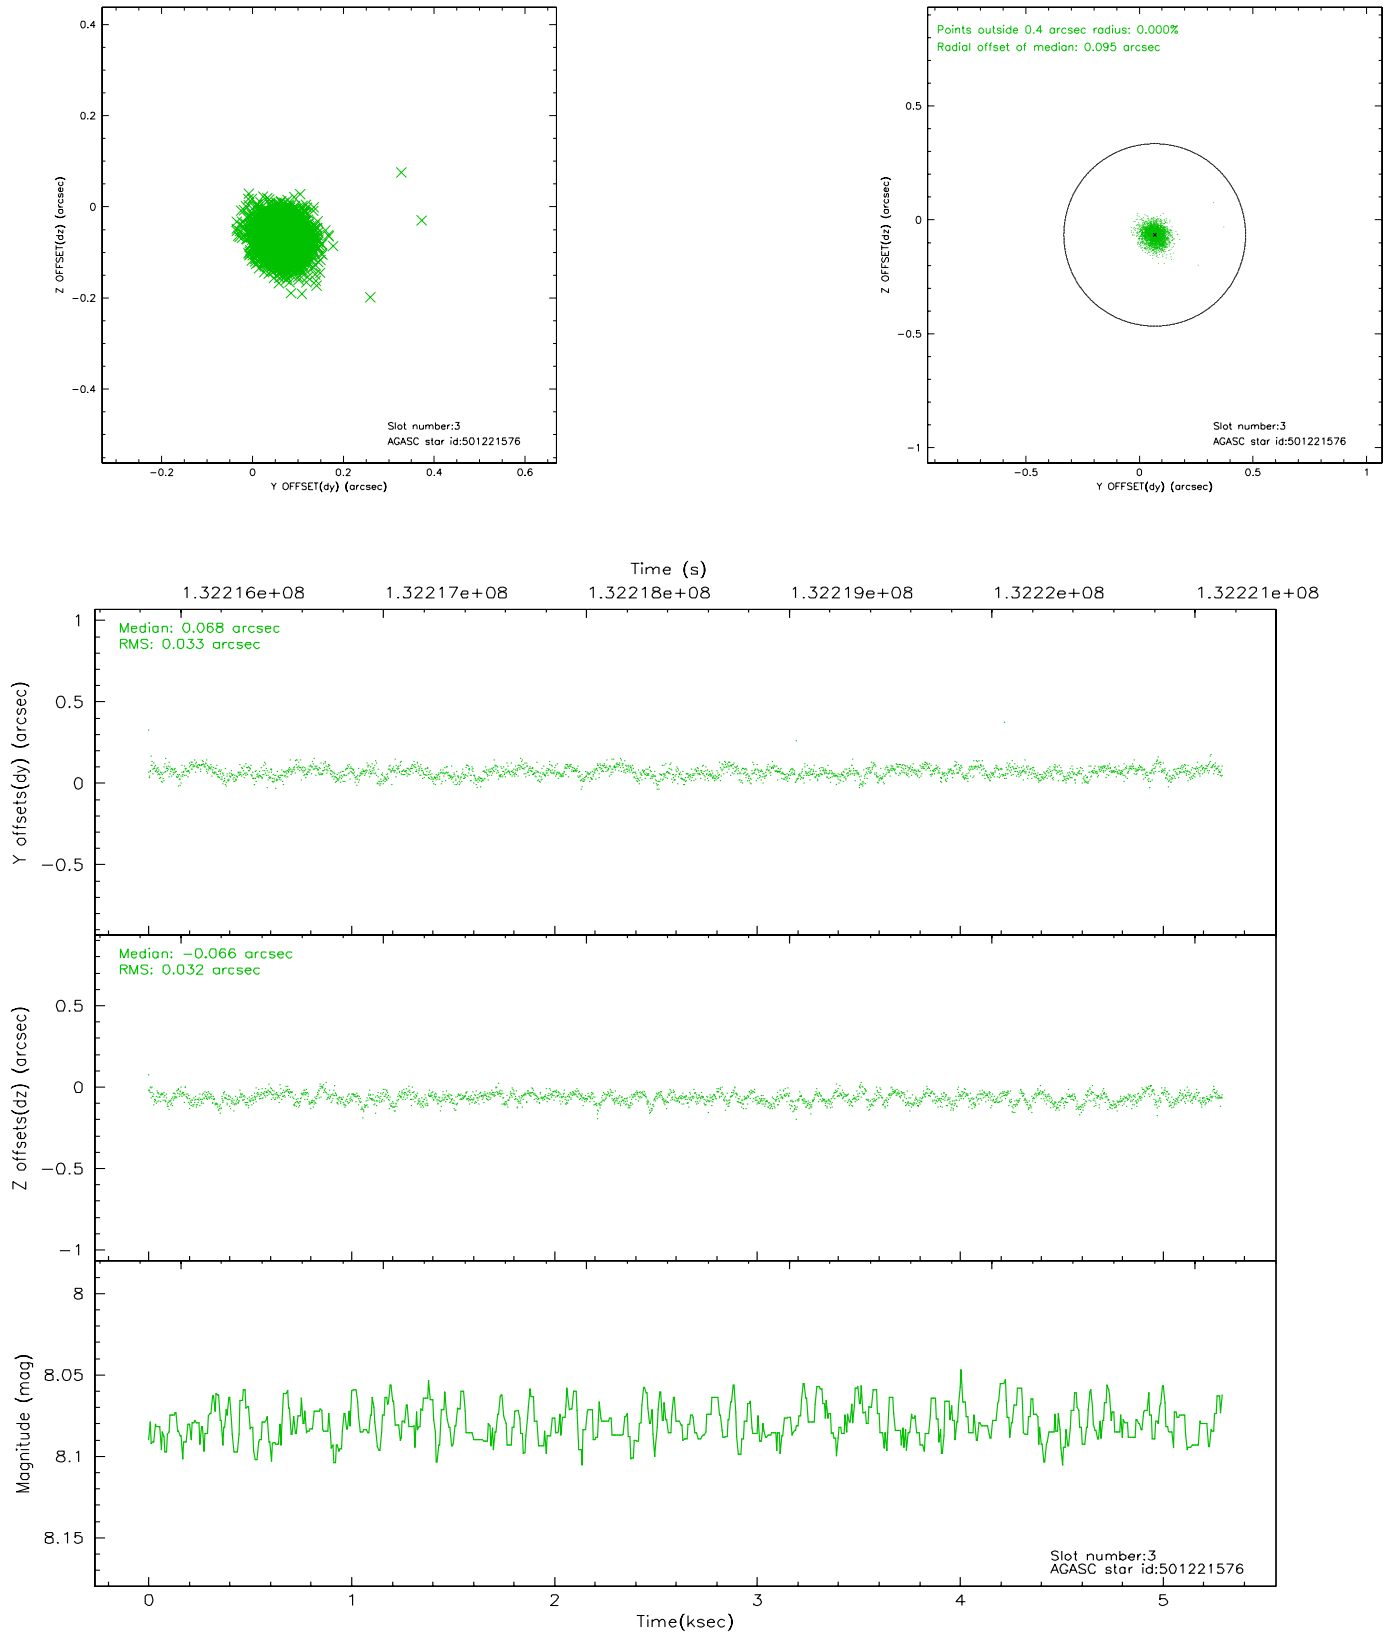 0.4
0.2
0
−0.2
−0.4
Z OFFSET(dz) (arcsec)
Slot number:3
AGASC star id:501221576
−0.2 0 0.2 0.4 0.6
Y OFFSET(dy) (arcsec)
Points outside 0.4 arcsec radius: 0.000%
Radial offset of median: 0.095 arcsec
0.5
0
−0.5
−1
Z OFFSET(dz) (arcsec)
Slot number:3
AGASC star id:501221576
−0.5 0 0.5 1
Y OFFSET(dy) (arcsec)
Time (s)
1.32216e+08 1.32217e+08 1.32218e+08 1.32219e+08 1.3222e+08 1.32221e+08
Median: 0.068 arcsec
RMS: 0.033 arcsec
1
0.5
0
−0.5
Y offsets(dy) (arcsec)
Median: −0.066 arcsec
RMS: 0.032 arcsec
0.5
0
−0.5
−1
Z offsets(dz) (arcsec)
8
8.05
8.1
8.15
Magnitude (mag)
Slot number:3
AGASC star id:501221576
0 1 2 3 4 5
Time(ksec)